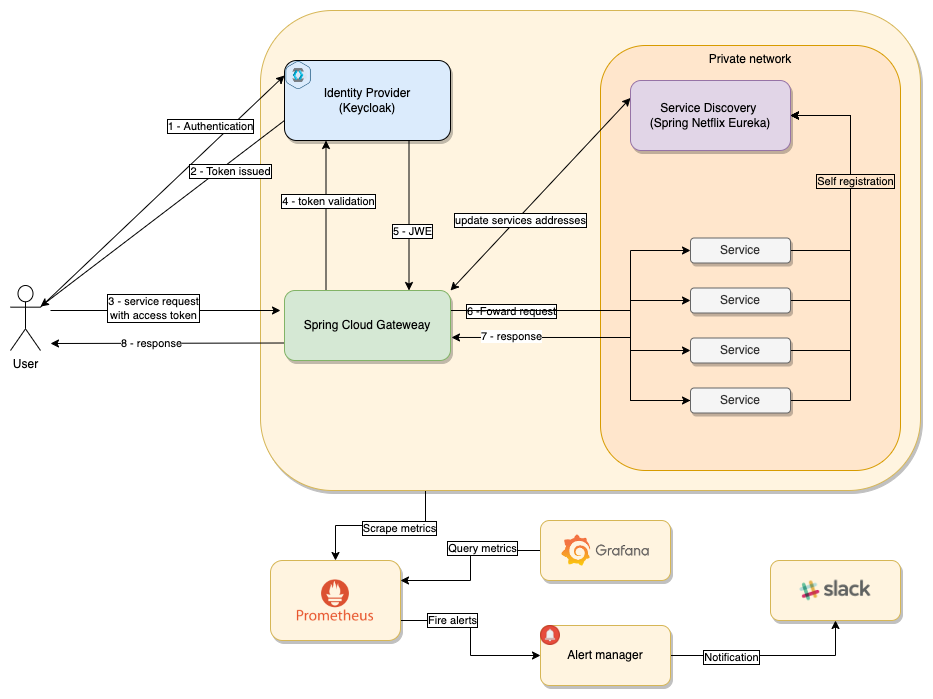 Private network
Identity Provider
(Keycloak)
Service Discovery
(Spring Netflix Eureka)
1 - Authentication
2 - Token issued
Self registration
4 - token validation
5 - JWE
update services addresses
Service
Service
Service
Service
3 - service request
with access token
Spring Cloud Gateweay
6 -Foward request
7 - response
8 - response
User
Scrape metrics
Query metrics
Grafana
Prometheus
slack
Fire alerts
Alert manager
Notification